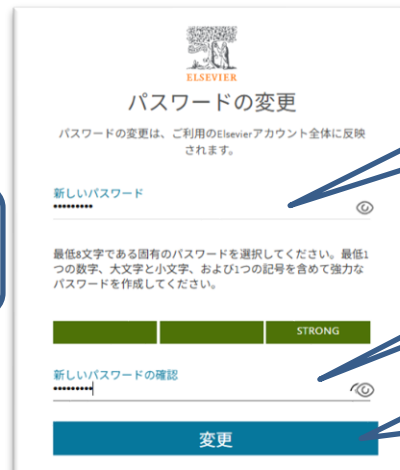 ELSEVIER
パスワードの変更
パスワードの変更は、ご利用のElsevierアカウント全体に反映
されます。
新しいパスワード
•••••••••
最低8文字である固有のパスワードを選択してください。最低1
つの数字、大文字と小文字、および1つの記号を含めて強力な
パスワードを作成してください。
STRONG
新しいパスワードの確認
•••••••••
変更